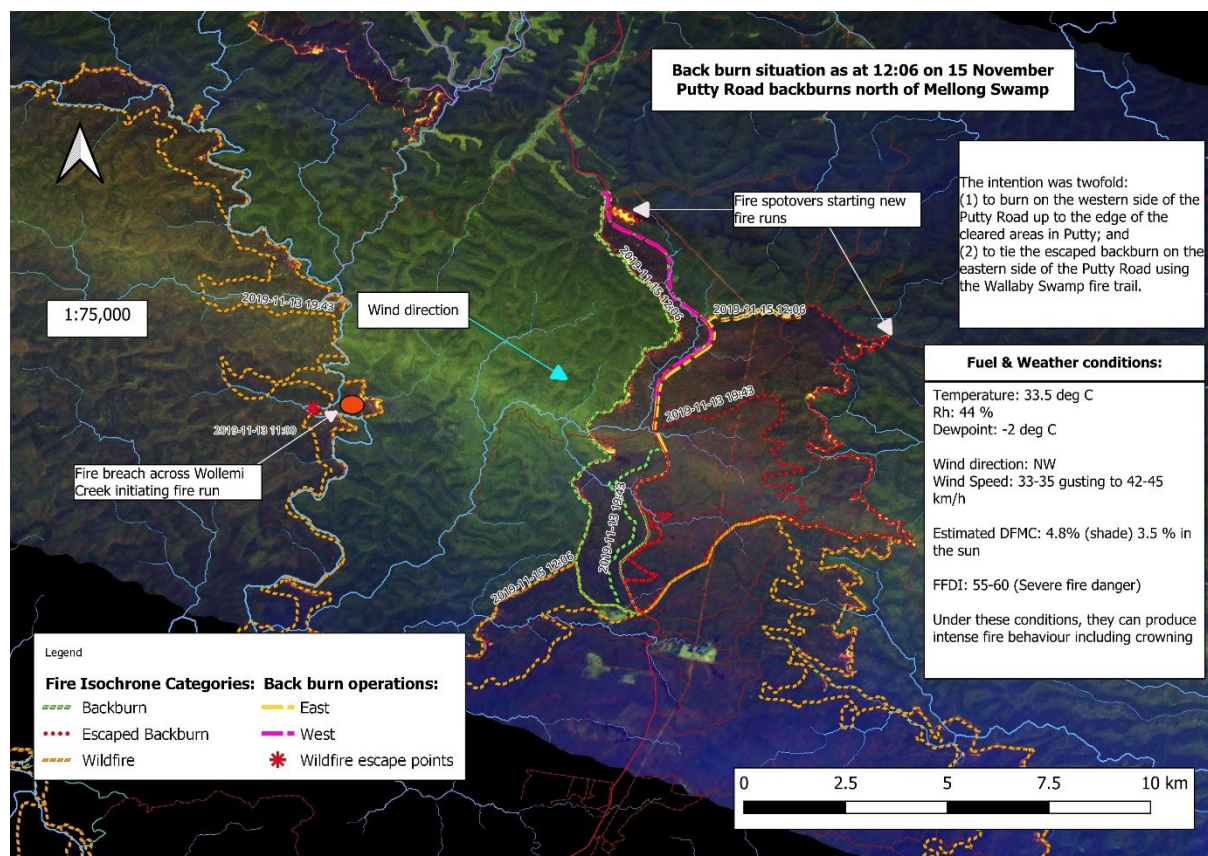 Back burn situation as at 12:06 on 15 November
Putty Road backburns north of Mellong Swamp
The intention was twofold:
(1) to burn on the western side of the
Putty Road up to the edge of the
cleared areas in Putty; and
(2) to tie the escaped backburn on the
eastern side of the Putty Road using
the Wallaby Swamp fire trail.
Fire spotovers starting new
fire runs
2019-11-15 12:06
2019-11-13 19:43
1:75,000
Wind direction
2019-11-15 12:06
2019-11-13 19:43
2019-11-13 11:00
Fire breach across Wollemi
Creek initiating fire run
2019-11-13 19:43
2019-11-15 12:06
Fuel & Weather conditions:
Temperature: 33.5 deg C
Rh: 44 %
Dewpoint: -2 deg C
Wind direction: NW
Wind Speed: 33-35 gusting to 42-45
km/h
Estimated DFMC: 4.8% (shade) 3.5 % in
the sun
FFDI: 55-60 (Severe fire danger)
Under these conditions, they can produce
intense fire behaviour including crowning
Legend
Fire Isochrone Categories:
Backburn
Escaped Backburn
Wildfire
Back burn operations:
East
West
Wildfire escape points
0 2.5 5 7.5 10 km